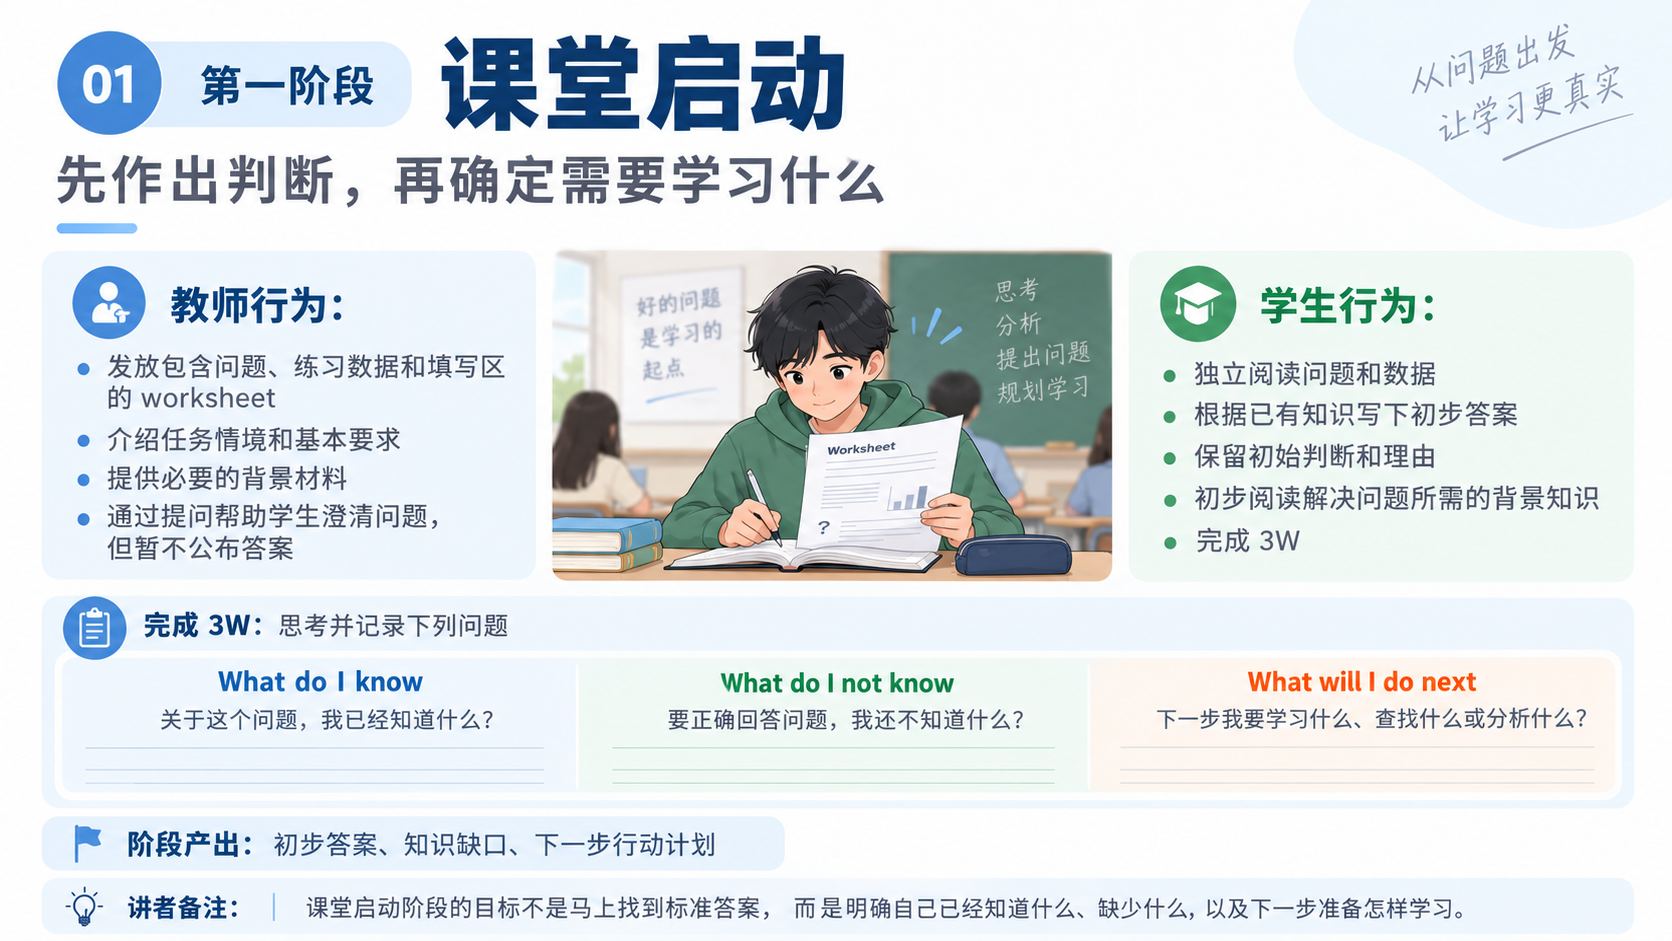 01
第一阶段
课堂启动
从问题出发
让学习更真实
先作出判断，再确定需要学习什么
教师行为：
发放包含问题、练习数据和填写区
的 worksheet
介绍任务情境和基本要求
提供必要的背景材料
通过提问帮助学生澄清问题，
但暂不公布答案
好的问题
是学习的
起点
思考
分析
提出问题
规划学习
Worksheet
?
学生行为：
独立阅读问题和数据
根据已有知识写下初步答案
保留初始判断和理由
初步阅读解决问题所需的背景知识
完成 3W
完成 3W：思考并记录下列问题
What do I know
关于这个问题，我已经知道什么？
What do I not know
要正确回答问题，我还不知道什么？
What will I do next
下一步我要学习什么、查找什么或分析什么？
阶段产出：初步答案、知识缺口、下一步行动计划
讲者备注：课堂启动阶段的目标不是马上找到标准答案，而是明确自己已经知道什么、缺少什么，以及下一步准备怎样学习。